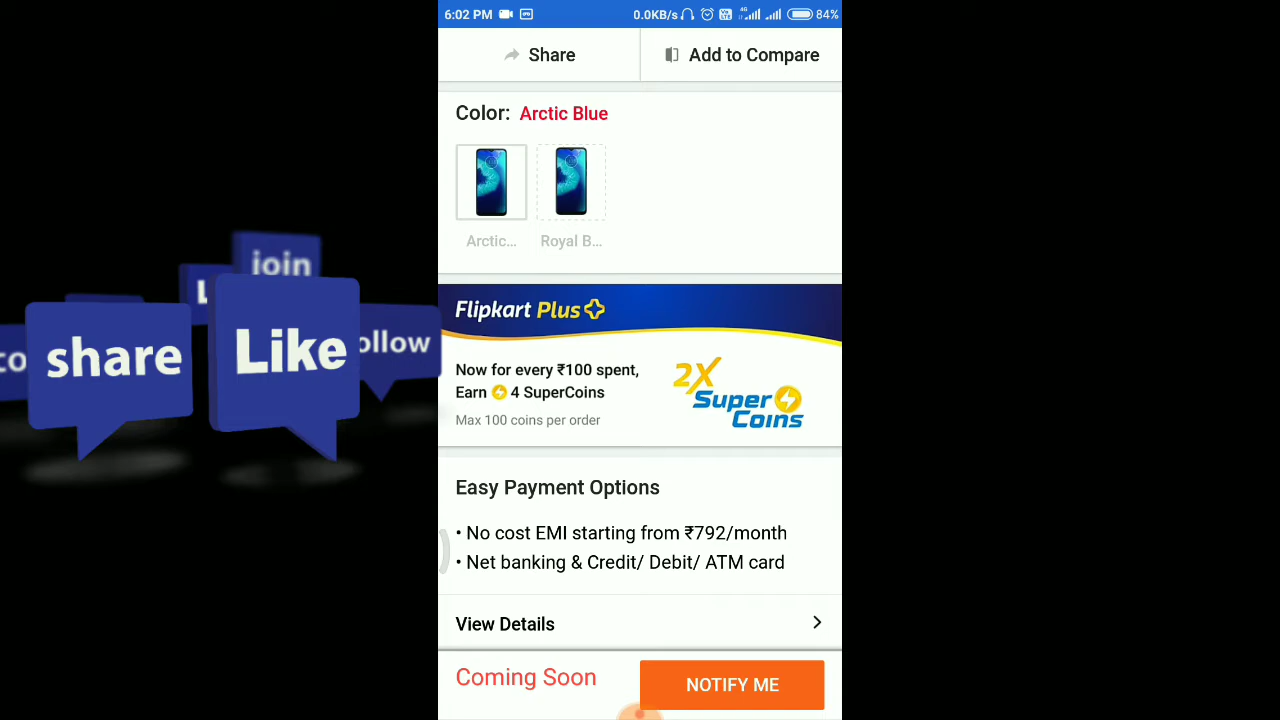 6:02 PM
0.0KB/s
4G
84%
Share
Add to Compare
Color: Arctic Blue
Arctic...
Royal B...
join
L
share
Like
ollow
co
Flipkart Plus
Now for every ₹100 spent,
Earn 4 SuperCoins
Max 100 coins per order
2X
Super
Coins
Easy Payment Options
• No cost EMI starting from ₹792/month
• Net banking & Credit/ Debit/ ATM card
View Details
Coming Soon
NOTIFY ME